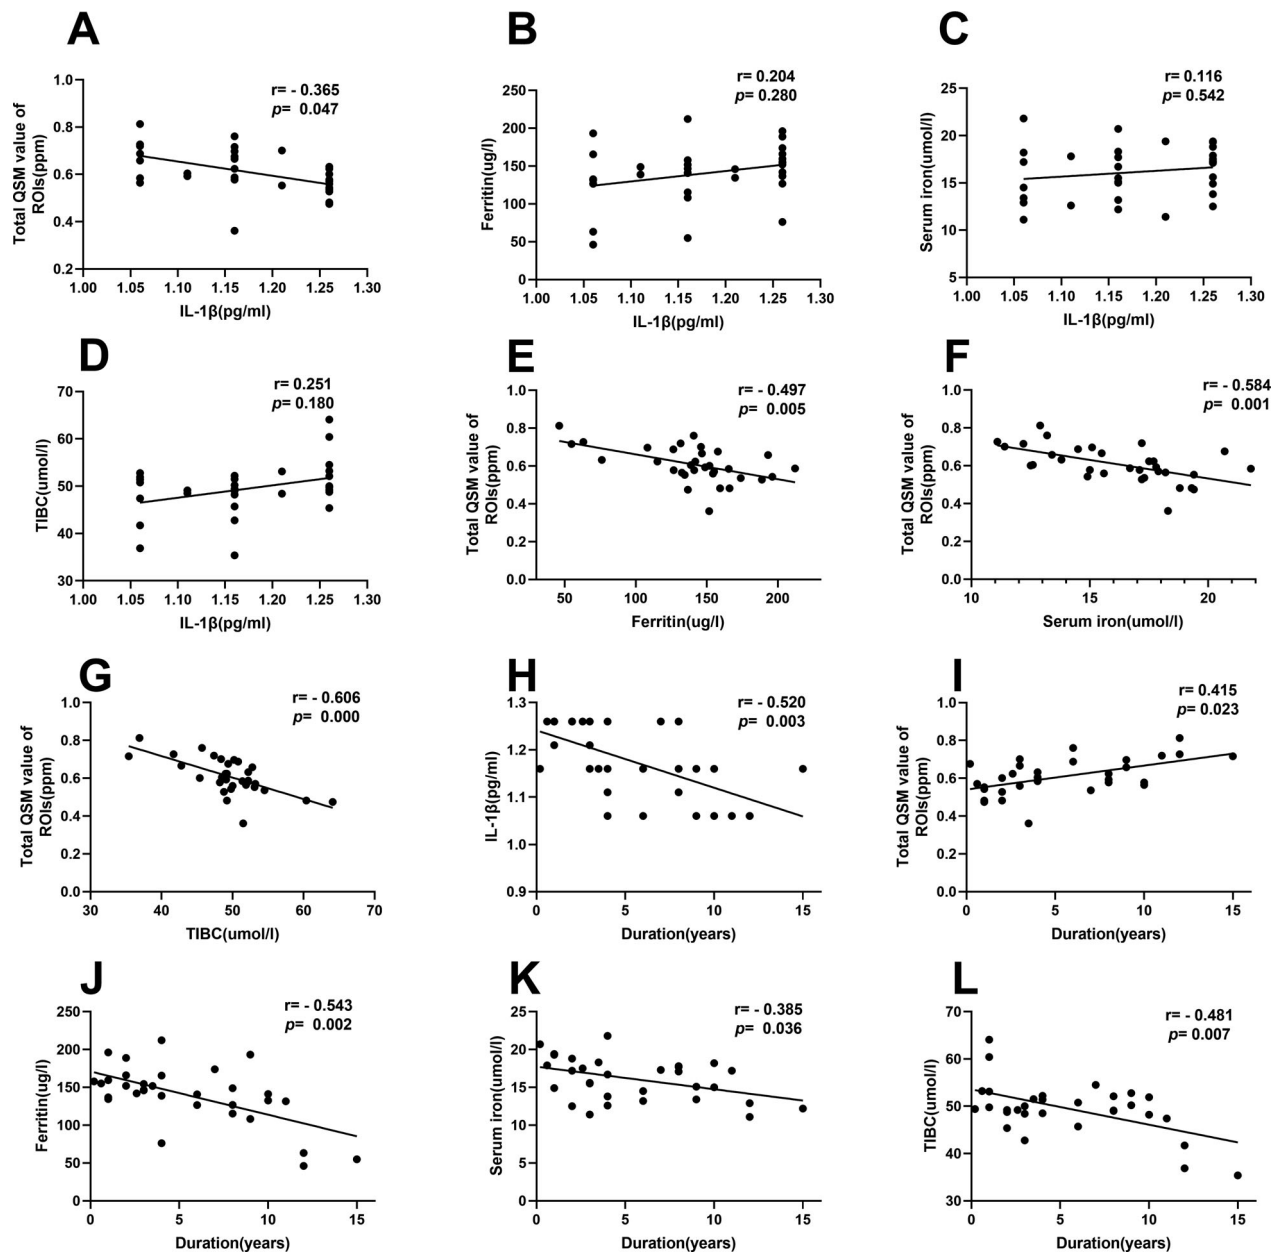 A
r= - 0.365
p= 0.047
Total QSM value of
ROIs(ppm)
1.0
0.8
0.6
0.4
0.2
1.00 1.05 1.10 1.15 1.20 1.25 1.30
IL-1β(pg/ml)
B
r= 0.204
p= 0.280
Ferritin(ug/l)
250
200
150
100
50
0
1.00 1.05 1.10 1.15 1.20 1.25 1.30
IL-1β(pg/ml)
C
r= 0.116
p= 0.542
Serum iron(umol/l)
25
20
15
10
5
1.00 1.05 1.10 1.15 1.20 1.25 1.30
IL-1β(pg/ml)
D
r= 0.251
p= 0.180
TIBC(umol/l)
70
60
50
40
30
1.00 1.05 1.10 1.15 1.20 1.25 1.30
IL-1β(pg/ml)
E
r= - 0.497
p= 0.005
Total QSM value of
ROIs(ppm)
1.0
0.8
0.6
0.4
0.2
0.0
50 100 150 200
Ferritin(ug/l)
F
r= - 0.584
p= 0.001
Total QSM value of
ROIs(ppm)
1.0
0.8
0.6
0.4
0.2
0.0
10 15 20
Serum iron(umol/l)
G
r= - 0.606
p= 0.000
Total QSM value of
ROIs(ppm)
1.0
0.8
0.6
0.4
0.2
0.0
30 40 50 60 70
TIBC(umol/l)
H
r= - 0.520
p= 0.003
IL-1β(pg/ml)
1.3
1.2
1.1
1.0
0.9
0 5 10 15
Duration(years)
I
r= 0.415
p= 0.023
Total QSM value of
ROIs(ppm)
1.0
0.8
0.6
0.4
0.2
0.0
0 5 10 15
Duration(years)
J
r= - 0.543
p= 0.002
Ferritin(ug/l)
250
200
150
100
50
0
0 5 10 15
Duration(years)
K
r= - 0.385
p= 0.036
Serum iron(umol/l)
25
20
15
10
5
0
0 5 10 15
Duration(years)
L
r= - 0.481
p= 0.007
TIBC(umol/l)
70
60
50
40
30
0 5 10 15
Duration(years)